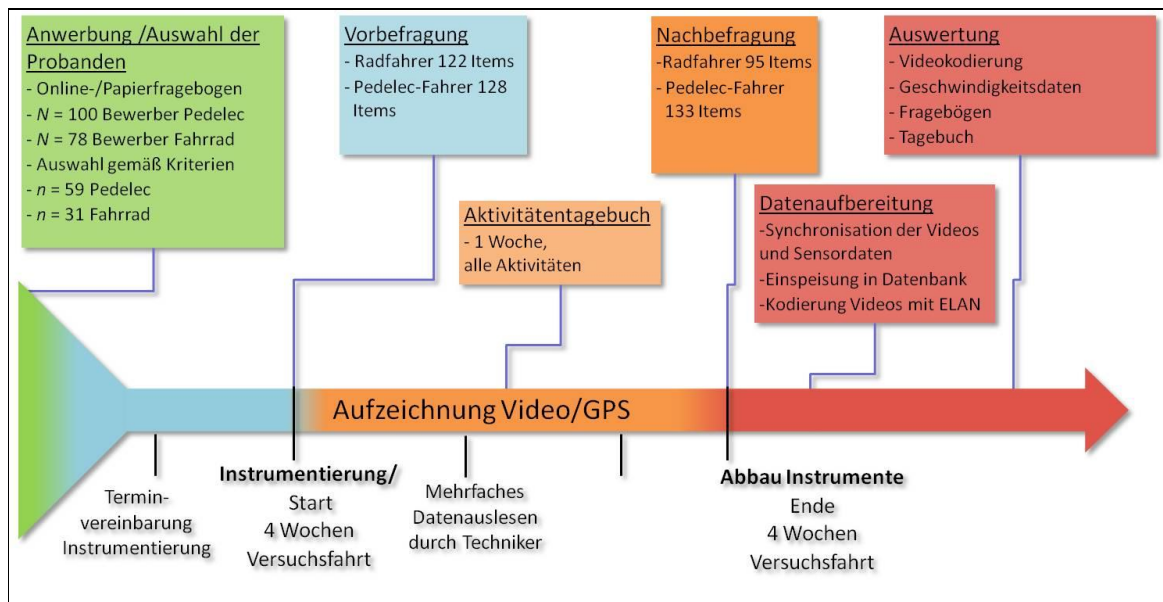 Anwerbung /Auswahl der
Probanden
- Online-/Papierfragebogen
- N = 100 Bewerber Pedelec
- N = 78 Bewerber Fahrrad
- Auswahl gemäß Kriterien
- n = 59 Pedelec
- n = 31 Fahrrad
Vorbefragung
- Radfahrer 122 Items
- Pedelec-Fahrer 128
Items
Nachbefragung
-Radfahrer 95 Items
- Pedelec-Fahrer
133 Items
Auswertung
- Videokodierung
- Geschwindigkeitsdaten
- Fragebögen
- Tagebuch
Aktivitätentagebuch
- 1 Woche,
alle Aktivitäten
Datenaufbereitung
-Synchronisation der Videos
und Sensordaten
-Einspeisung in Datenbank
-Kodierung Videos mit ELAN
Aufzeichnung Video/GPS
Termin-
vereinbarung
Instrumentierung
Instrumentierung/
Start
4 Wochen
Versuchsfahrt
Mehrfaches
Datenauslesen
durch Techniker
Abbau Instrumente
Ende
4 Wochen
Versuchsfahrt